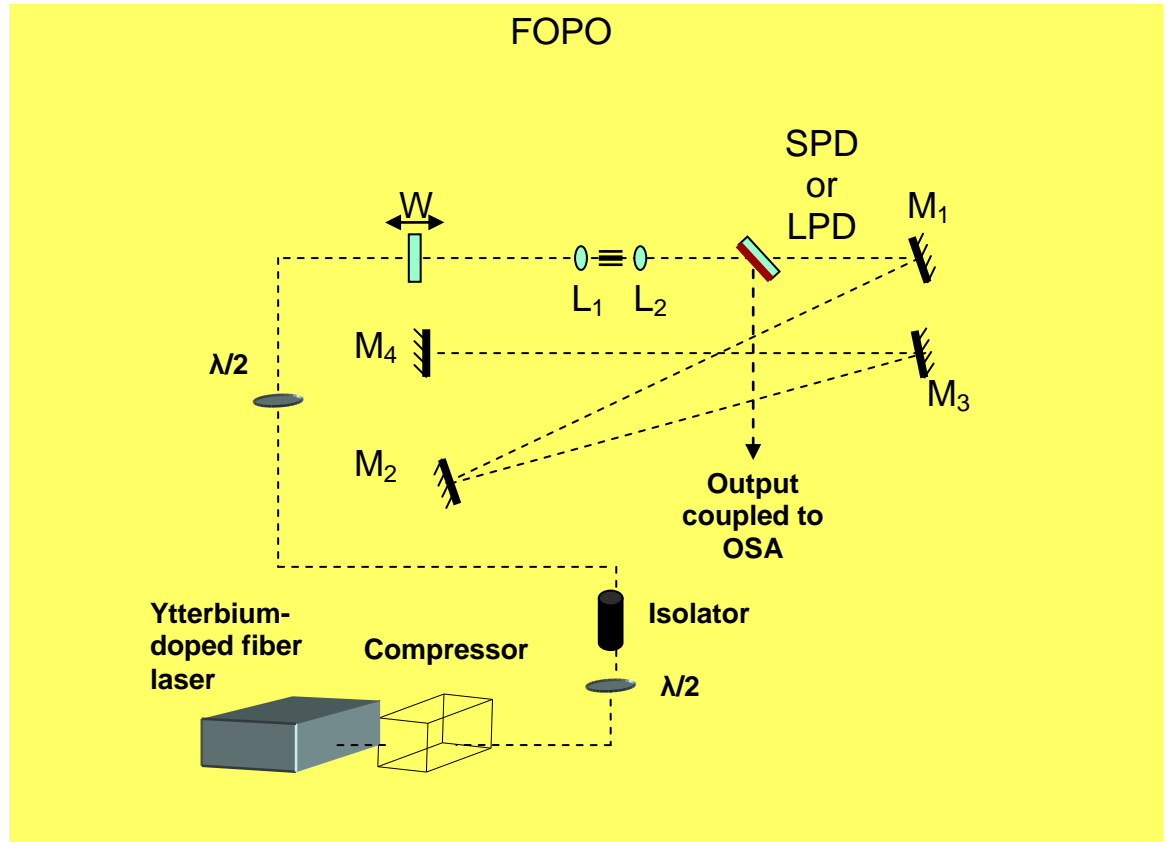 FOPO
SPD
or
LPD
M1
W
L1
L2
M4
M3
λ/2
M2
Output
coupled to
OSA
Ytterbium-
doped fiber
laser
Compressor
Isolator
λ/2